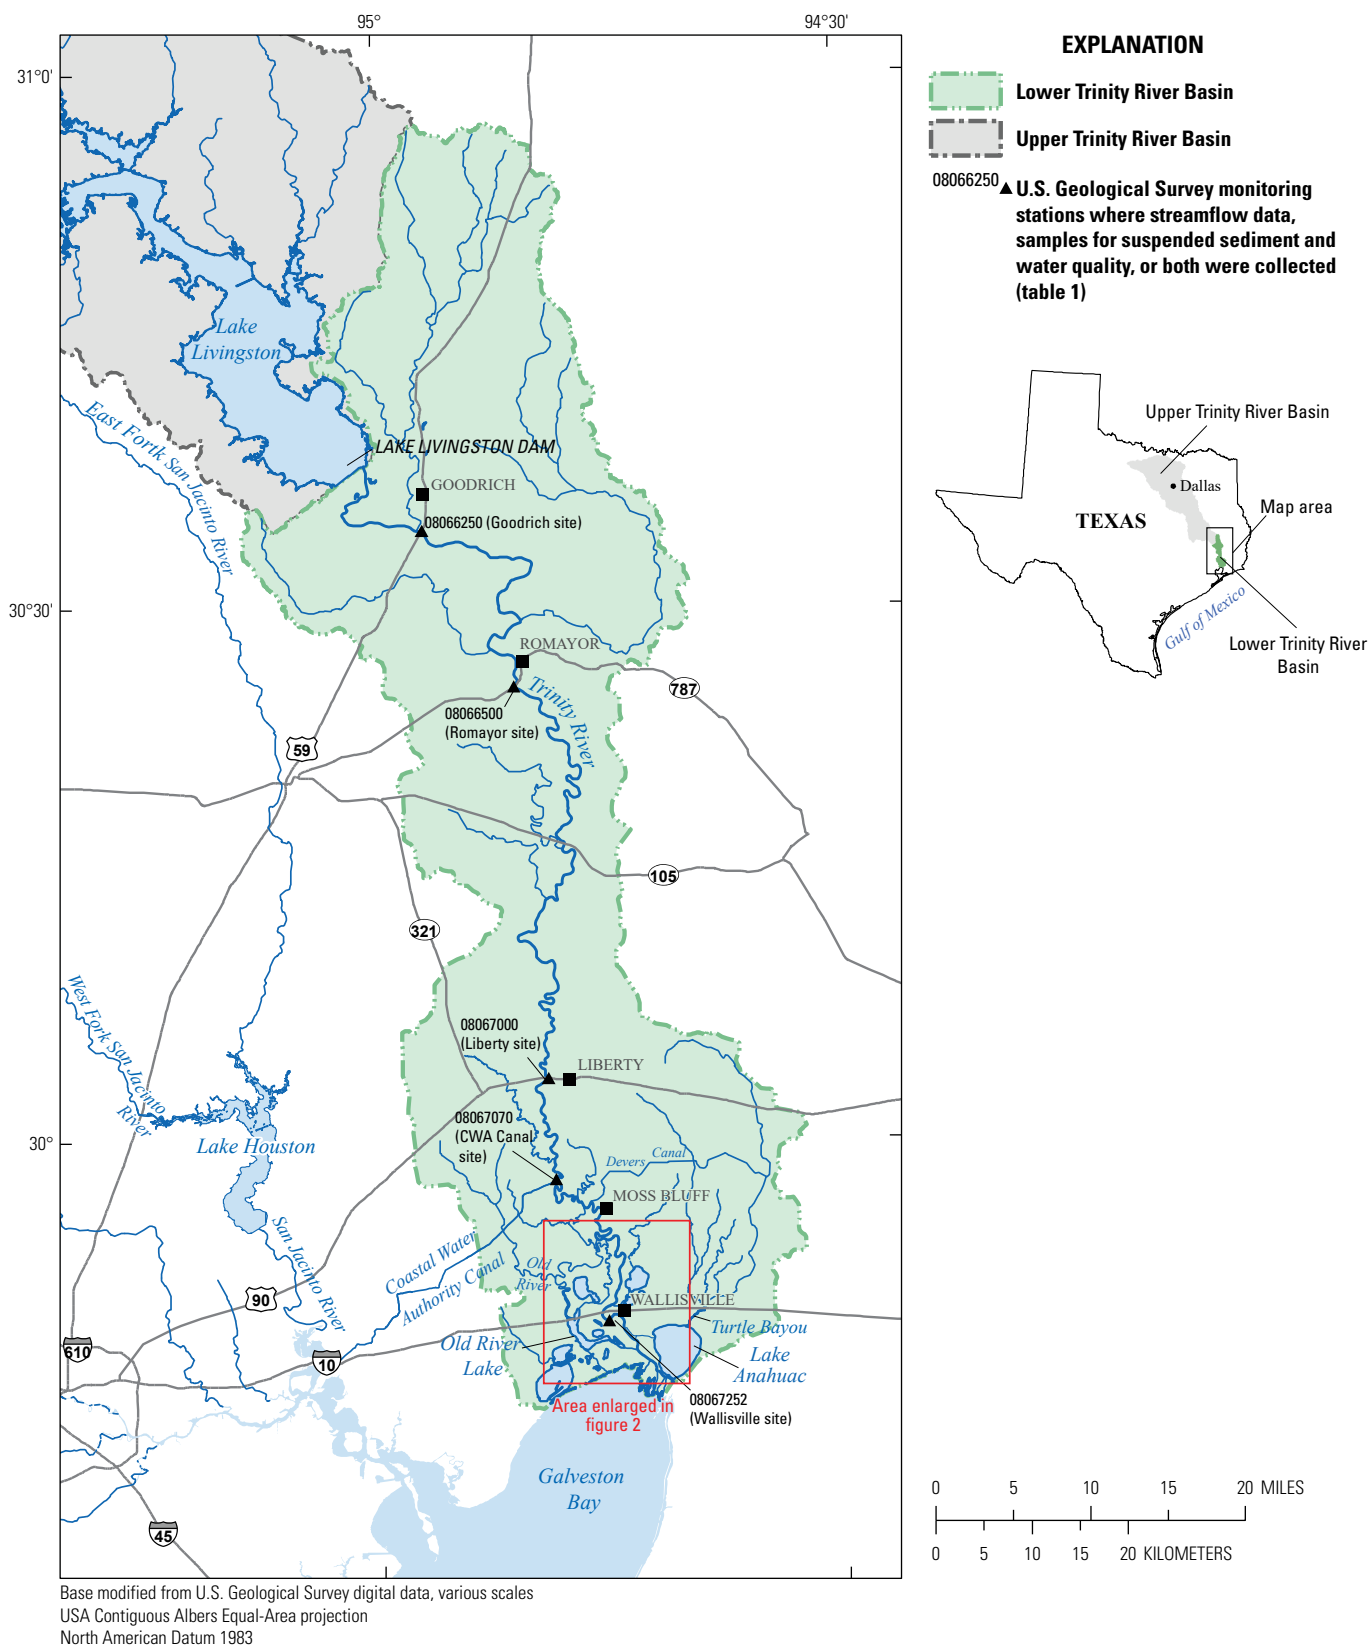 95°
94°30'
31°0'
30°30'
30°
EXPLANATION
Lower Trinity River Basin
Upper Trinity River Basin
08066250
U.S. Geological Survey monitoring
stations where streamflow data,
samples for suspended sediment and
water quality, or both were collected
(table 1)
Upper Trinity River Basin
Dallas
TEXAS
Map area
Gulf of Mexico
Lower Trinity River
Basin
Lake
Livingston
East Fortk San Jacinto River
LAKE LIVINGSTON DAM
GOODRICH
08066250 (Goodrich site)
ROMAYOR
787
Trinity River
08066500
(Romayor site)
59
105
321
West Fork San Jacinto
River
08067000
(Liberty site)
LIBERTY
08067070
(CWA Canal
site)
Lake Houston
Devers Canal
MOSS BLUFF
San Jacinto River
Coastal Water
Authority Canal
Old
River
90
WALLISVILLE
Turtle Bayou
610
10
Old River
Lake
Lake
Anahuac
08067252
(Wallisville site)
Area enlarged in
figure 2
Galveston
Bay
45
0 5 10 15 20 MILES
0 5 10 15 20 KILOMETERS
Base modified from U.S. Geological Survey digital data, various scales
USA Contiguous Albers Equal-Area projection
North American Datum 1983